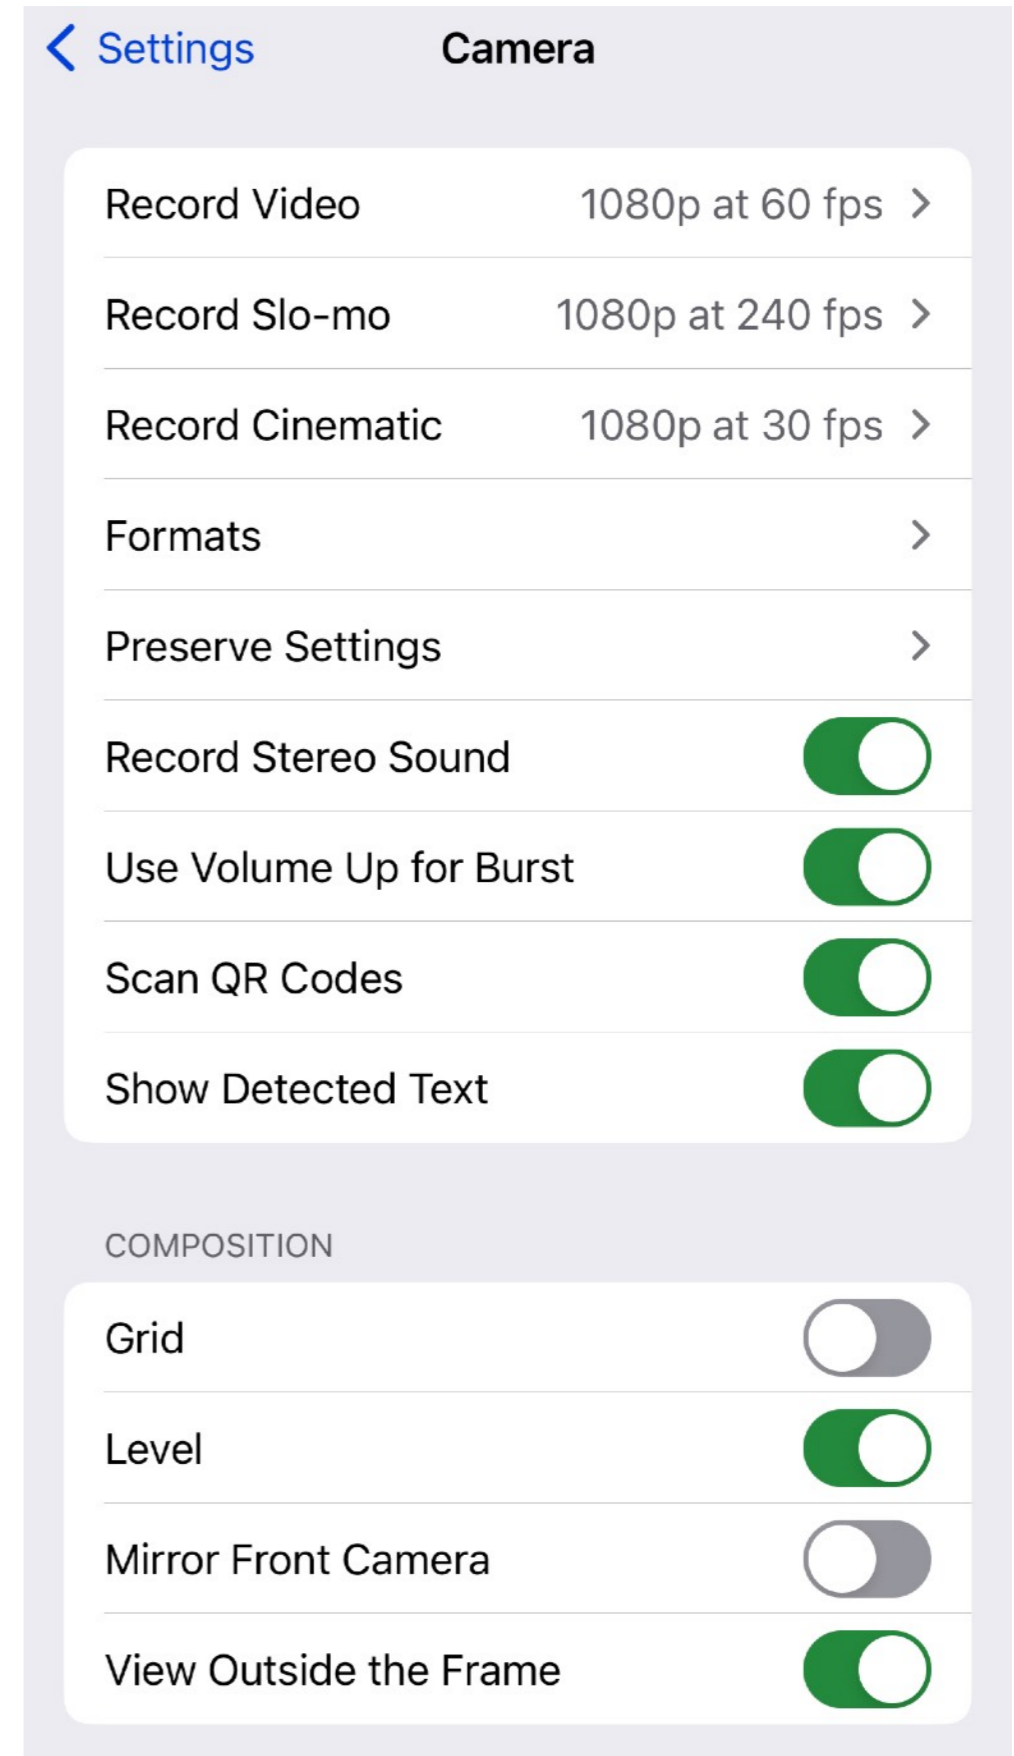 Settings Camera
Record Video 1080p at 60 fps
Record Slo-mo 1080p at 240 fps
Record Cinematic 1080p at 30 fps
Formats
Preserve Settings
Record Stereo Sound
Use Volume Up for Burst
Scan QR Codes
Show Detected Text
COMPOSITION
Grid
Level
Mirror Front Camera
View Outside the Frame